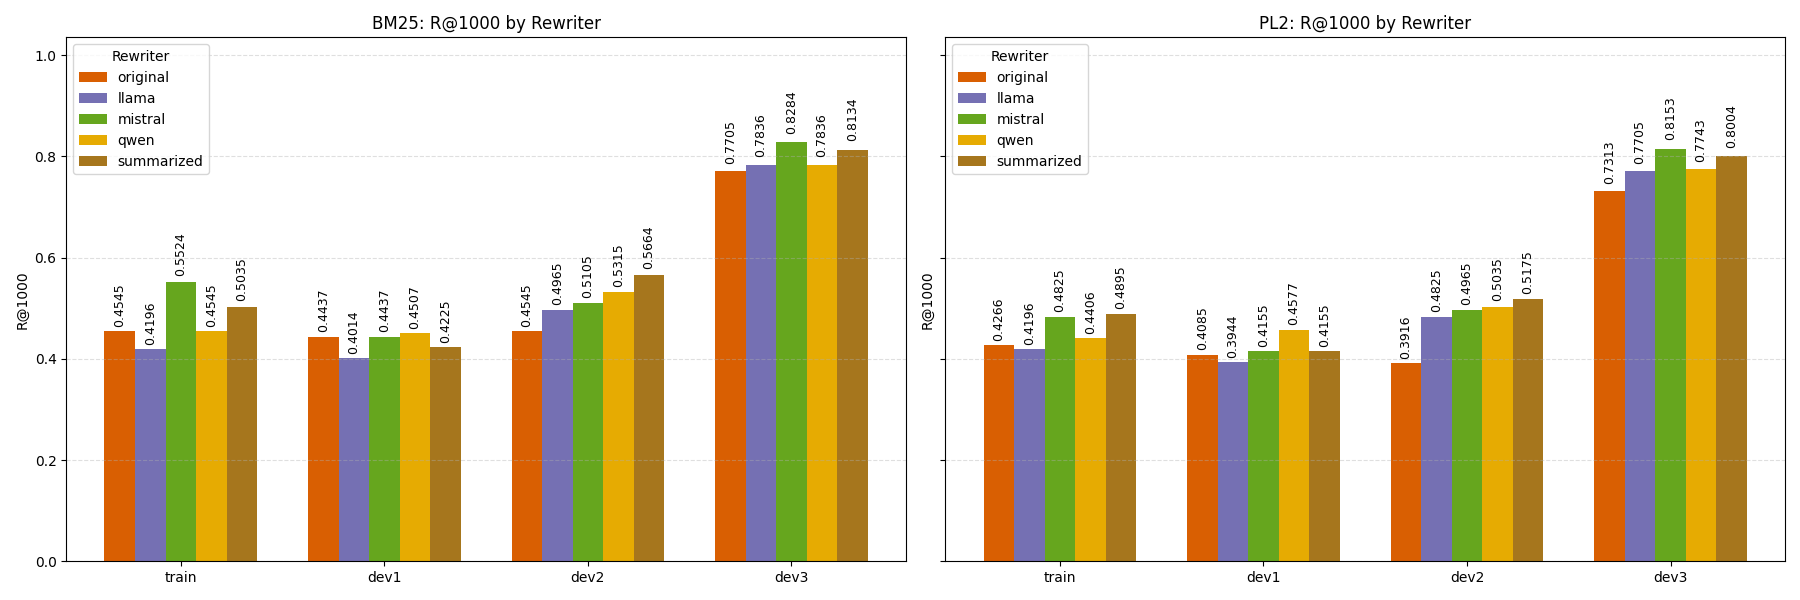 BM25: R@1000 by Rewriter
R@1000
1.0
0.8
0.6
0.4
0.2
0.0
Rewriter
original
llama
mistral
qwen
summarized
0.4545
0.4196
0.5524
0.4545
0.5035
0.4437
0.4014
0.4437
0.4507
0.4225
0.4545
0.4965
0.5105
0.5315
0.5664
0.7705
0.7836
0.8284
0.7836
0.8134
train
dev1
dev2
dev3
PL2: R@1000 by Rewriter
R@1000
Rewriter
original
llama
mistral
qwen
summarized
0.4266
0.4196
0.4825
0.4406
0.4895
0.4085
0.3944
0.4155
0.4577
0.4155
0.3916
0.4825
0.4965
0.5035
0.5175
0.7313
0.7705
0.8153
0.7743
0.8004
train
dev1
dev2
dev3